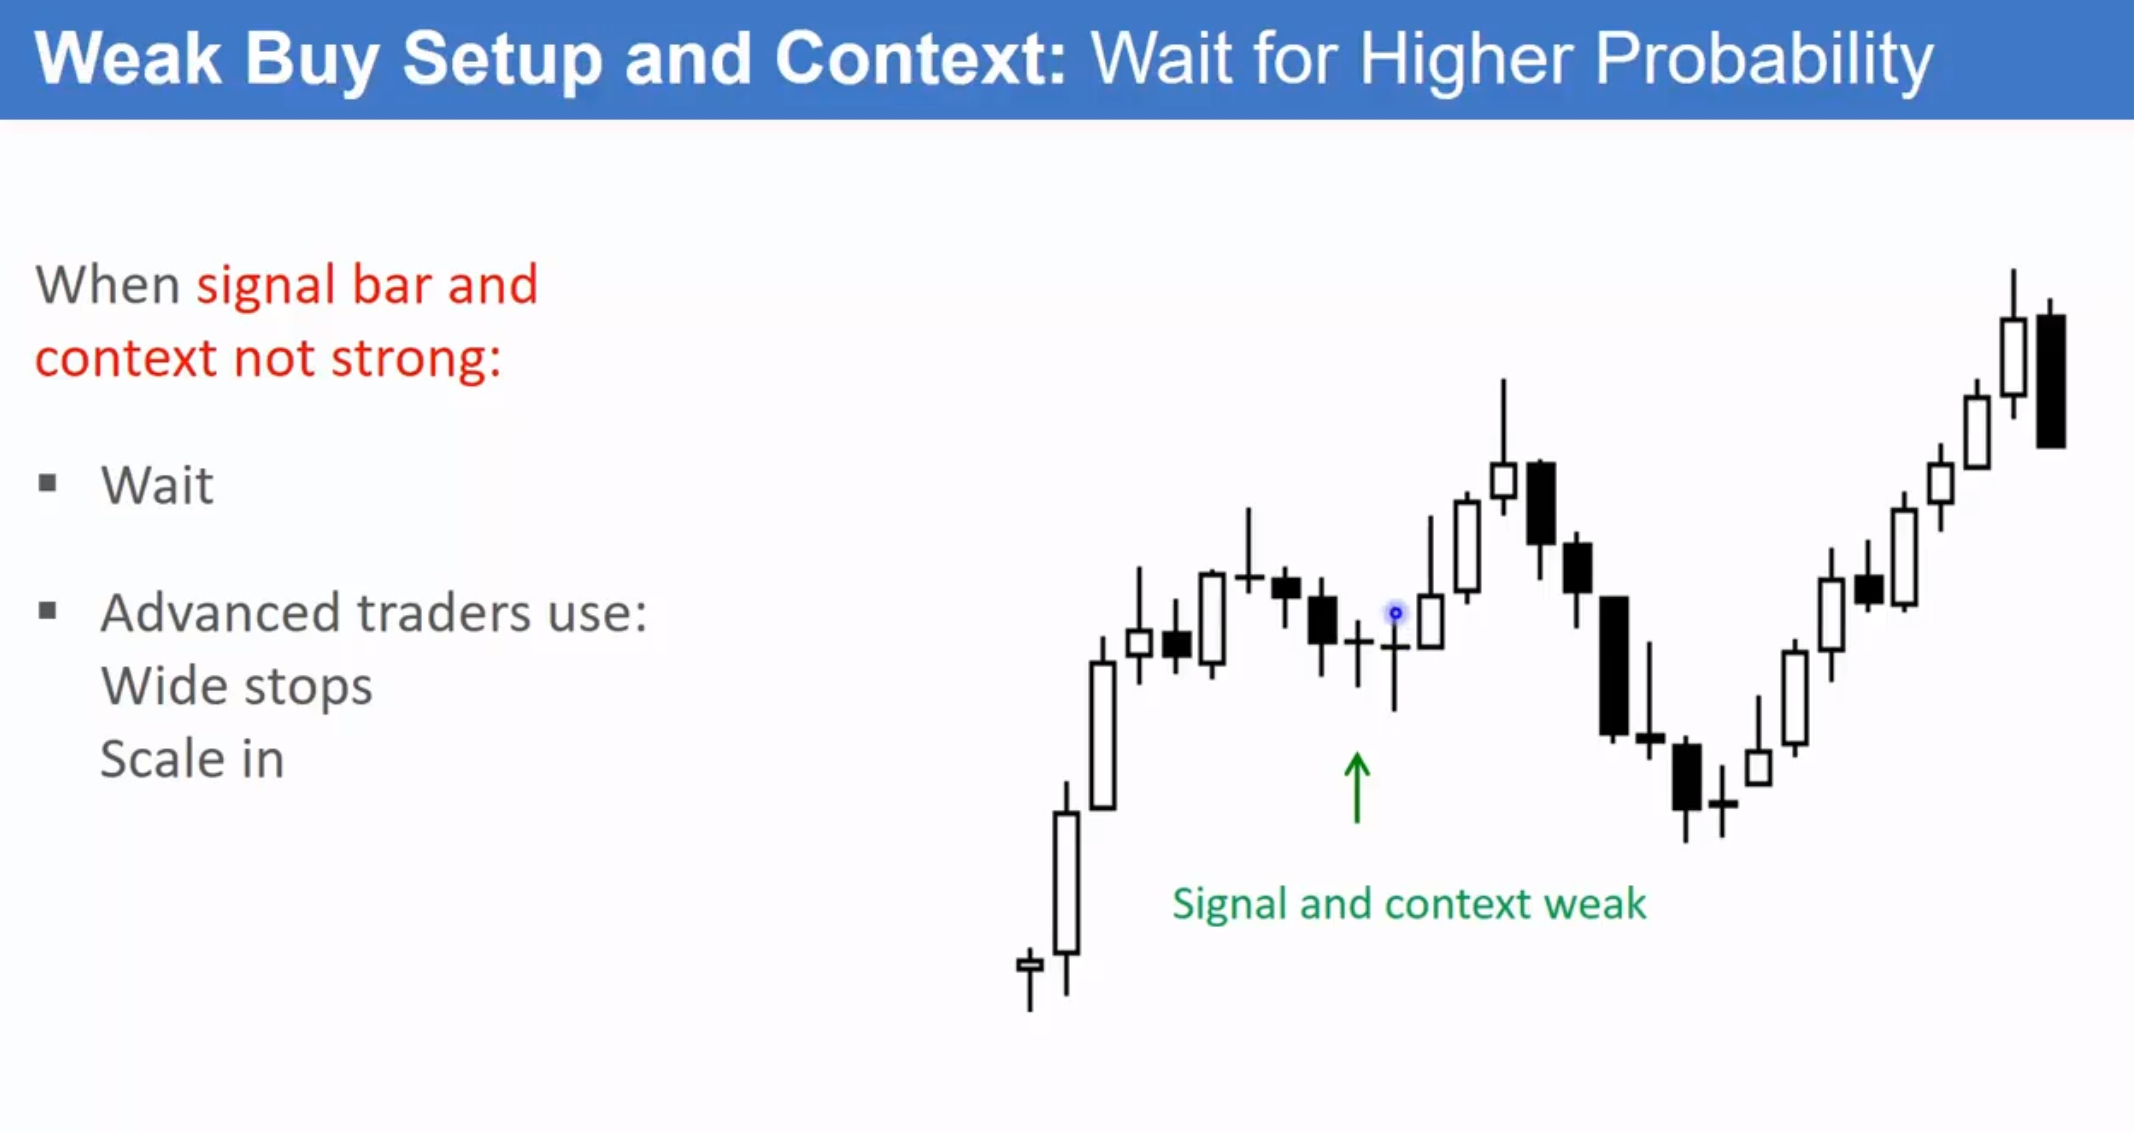 Weak Buy Setup and Context: Wait for Higher Probability
When signal bar and
context not strong:
▪ Wait
▪ Advanced traders use:
Wide stops
Scale in
Signal and context weak